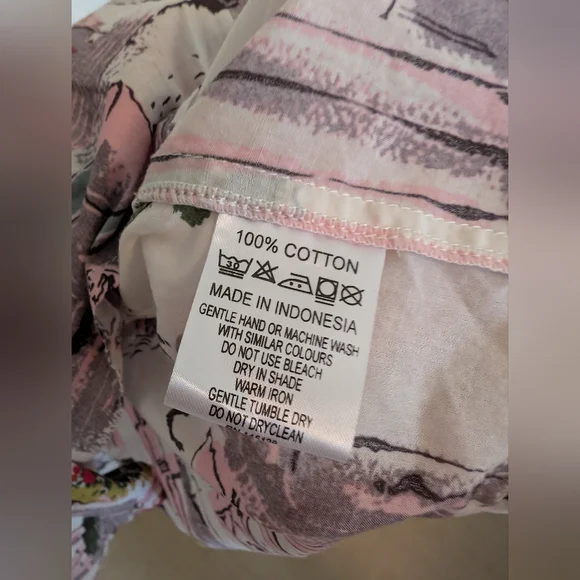 100% COTTON
30
MADE IN INDONESIA
GENTLE HAND OR MACHINE WASH
WITH SIMILAR COLOURS
DO NOT USE BLEACH
DRY IN SHADE
WARM IRON
GENTLE TUMBLE DRY
DO NOT DRYCLEAN